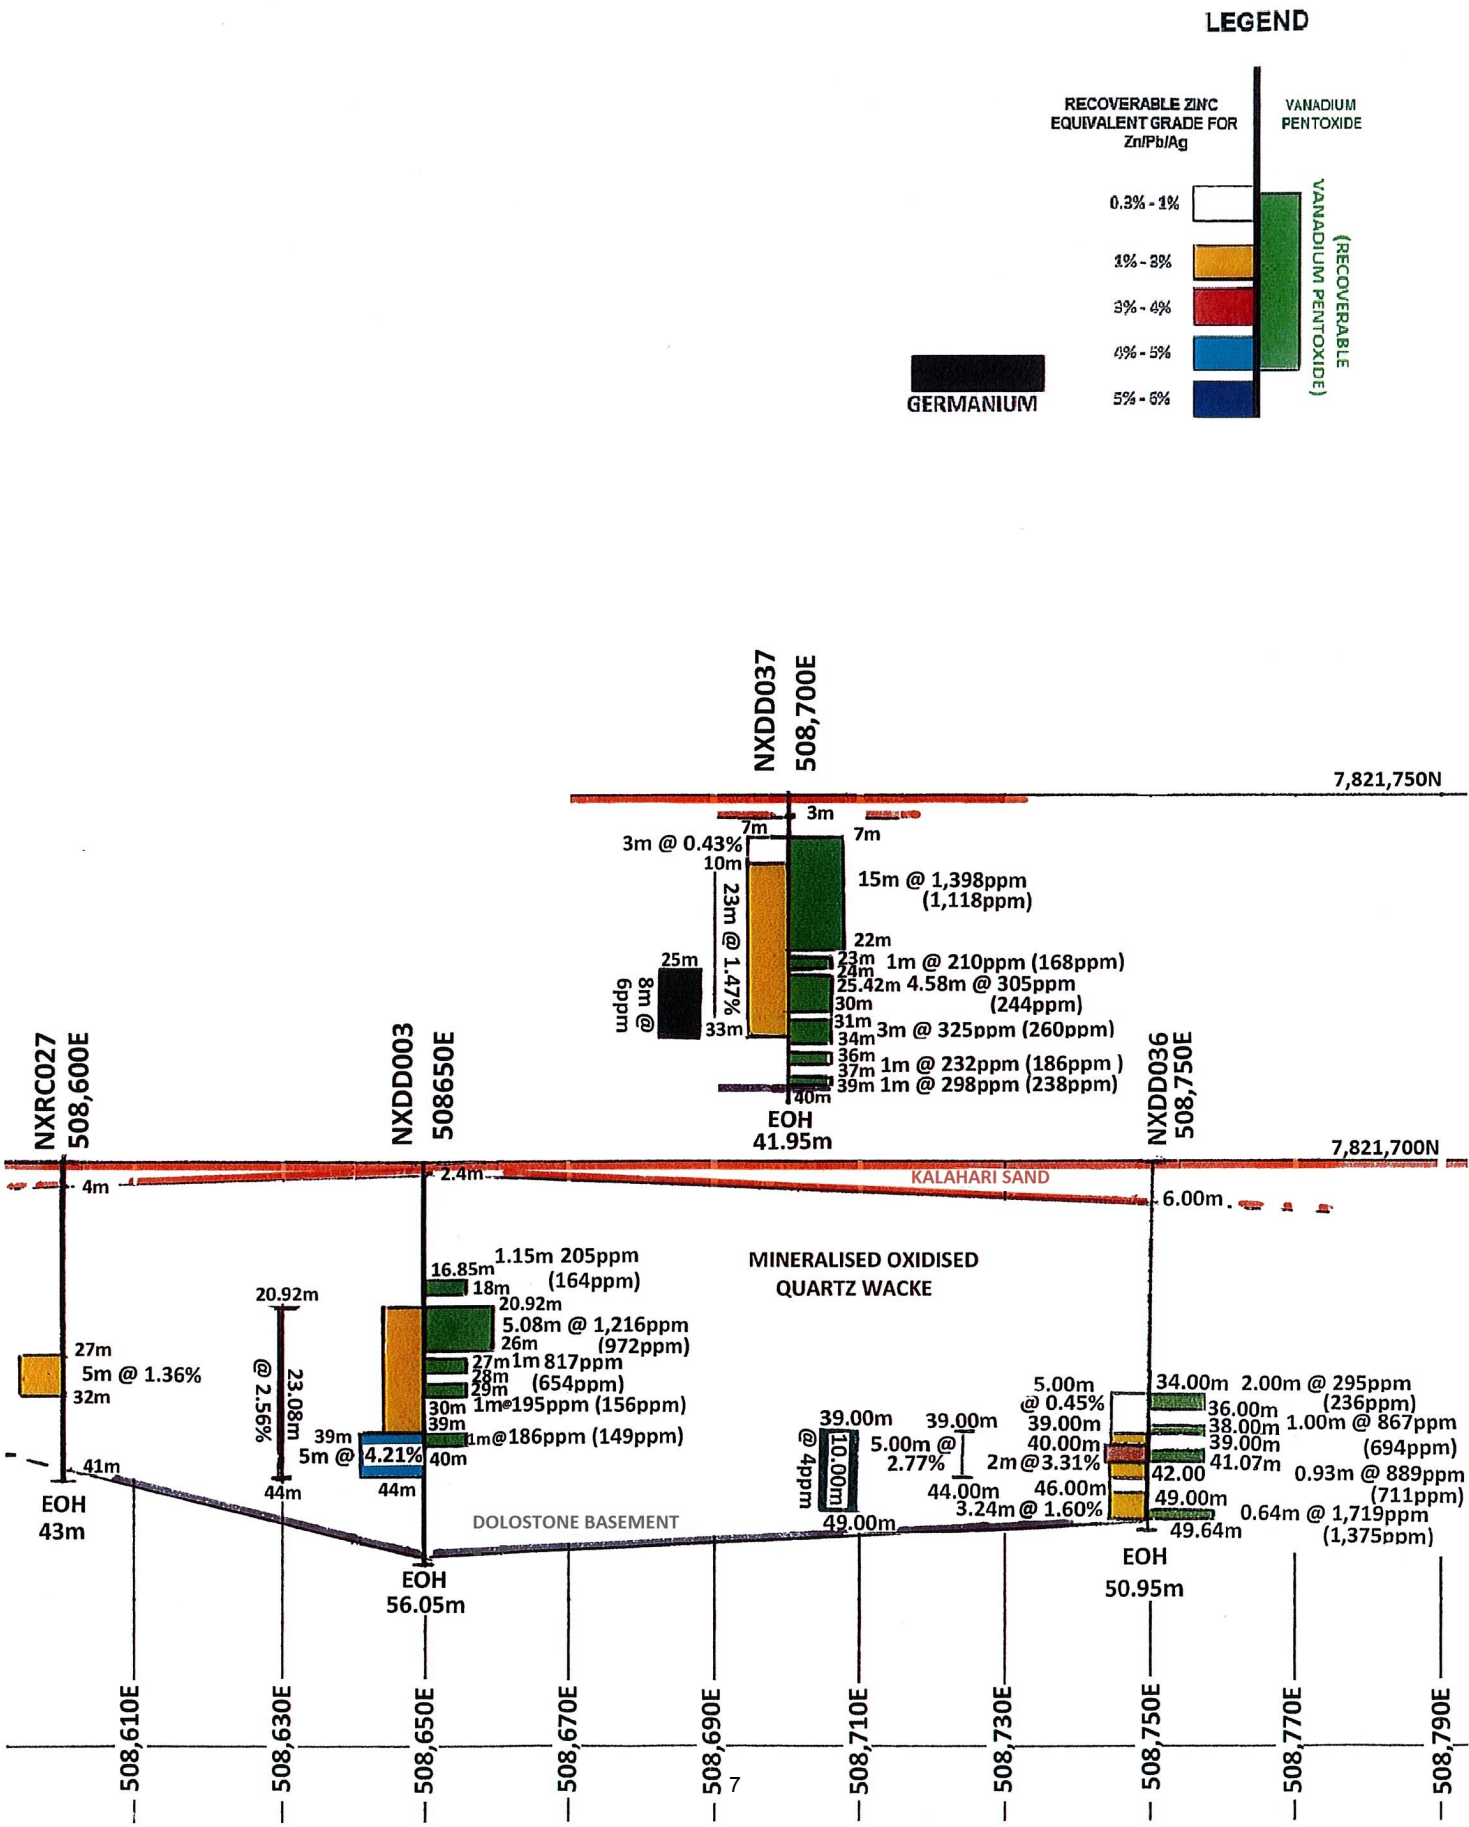 LEGEND
RECOVERABLE ZINC
EQUIVALENT GRADE FOR
Zn/Pb/Ag
VANADIUM
PENTOXIDE
0.3% - 1%
1% - 3%
3% - 4%
4% - 5%
5% - 6%
(RECOVERABLE
VANADIUM PENTOXIDE)
GERMANIUM
NXDD037
508,700E
7,821,750N
3m
7m
7m
3m @ 0.43%
10m
23m @ 1.47%
15m @ 1,398ppm
(1,118ppm)
22m
23m
24m
1m @ 210ppm (168ppm)
25m
8m @
6ppm
25.42m 4.58m @ 305ppm
(244ppm)
30m
31m
33m
34m
3m @ 325ppm (260ppm)
36m
37m
1m @ 232ppm (186ppm )
39m 1m @ 298ppm (238ppm)
40m
EOH
41.95m
NXRC027
508,600E
NXDD003
508650E
NXDD036
508,750E
7,821,700N
4m
2.4m
KALAHARI SAND
6.00m
MINERALISED OXIDISED
QUARTZ WACKE
16.85m
1.15m 205ppm
(164ppm)
18m
20.92m
20.92m
5.08m @ 1,216ppm
(972ppm)
26m
27m
5m @ 1.36%
32m
23.08m
@ 2.56%
27m 1m 817ppm
28m
(654ppm)
29m
30m 1m@195ppm (156ppm)
39m
39m
5m @ 4.21%
1m@186ppm (149ppm)
40m
44m
44m
41m
EOH
43m
DOLOSTONE BASEMENT
EOH
56.05m
39.00m
10.00m
@ 4ppm
49.00m
39.00m
5.00m @
2.77%
44.00m
5.00m
@ 0.45%
39.00m
40.00m
2m@3.31%
46.00m
3.24m @ 1.60%
34.00m 2.00m @ 295ppm
(236ppm)
36.00m
38.00m 1.00m @ 867ppm
39.00m
(694ppm)
41.07m
42.00
0.93m @ 889ppm
(711ppm)
49.00m
0.64m @ 1,719ppm
49.64m
(1,375ppm)
EOH
50.95m
508,610E
508,630E
508,650E
508,670E
508,690E
508,710E
508,730E
508,750E
508,770E
508,790E
7